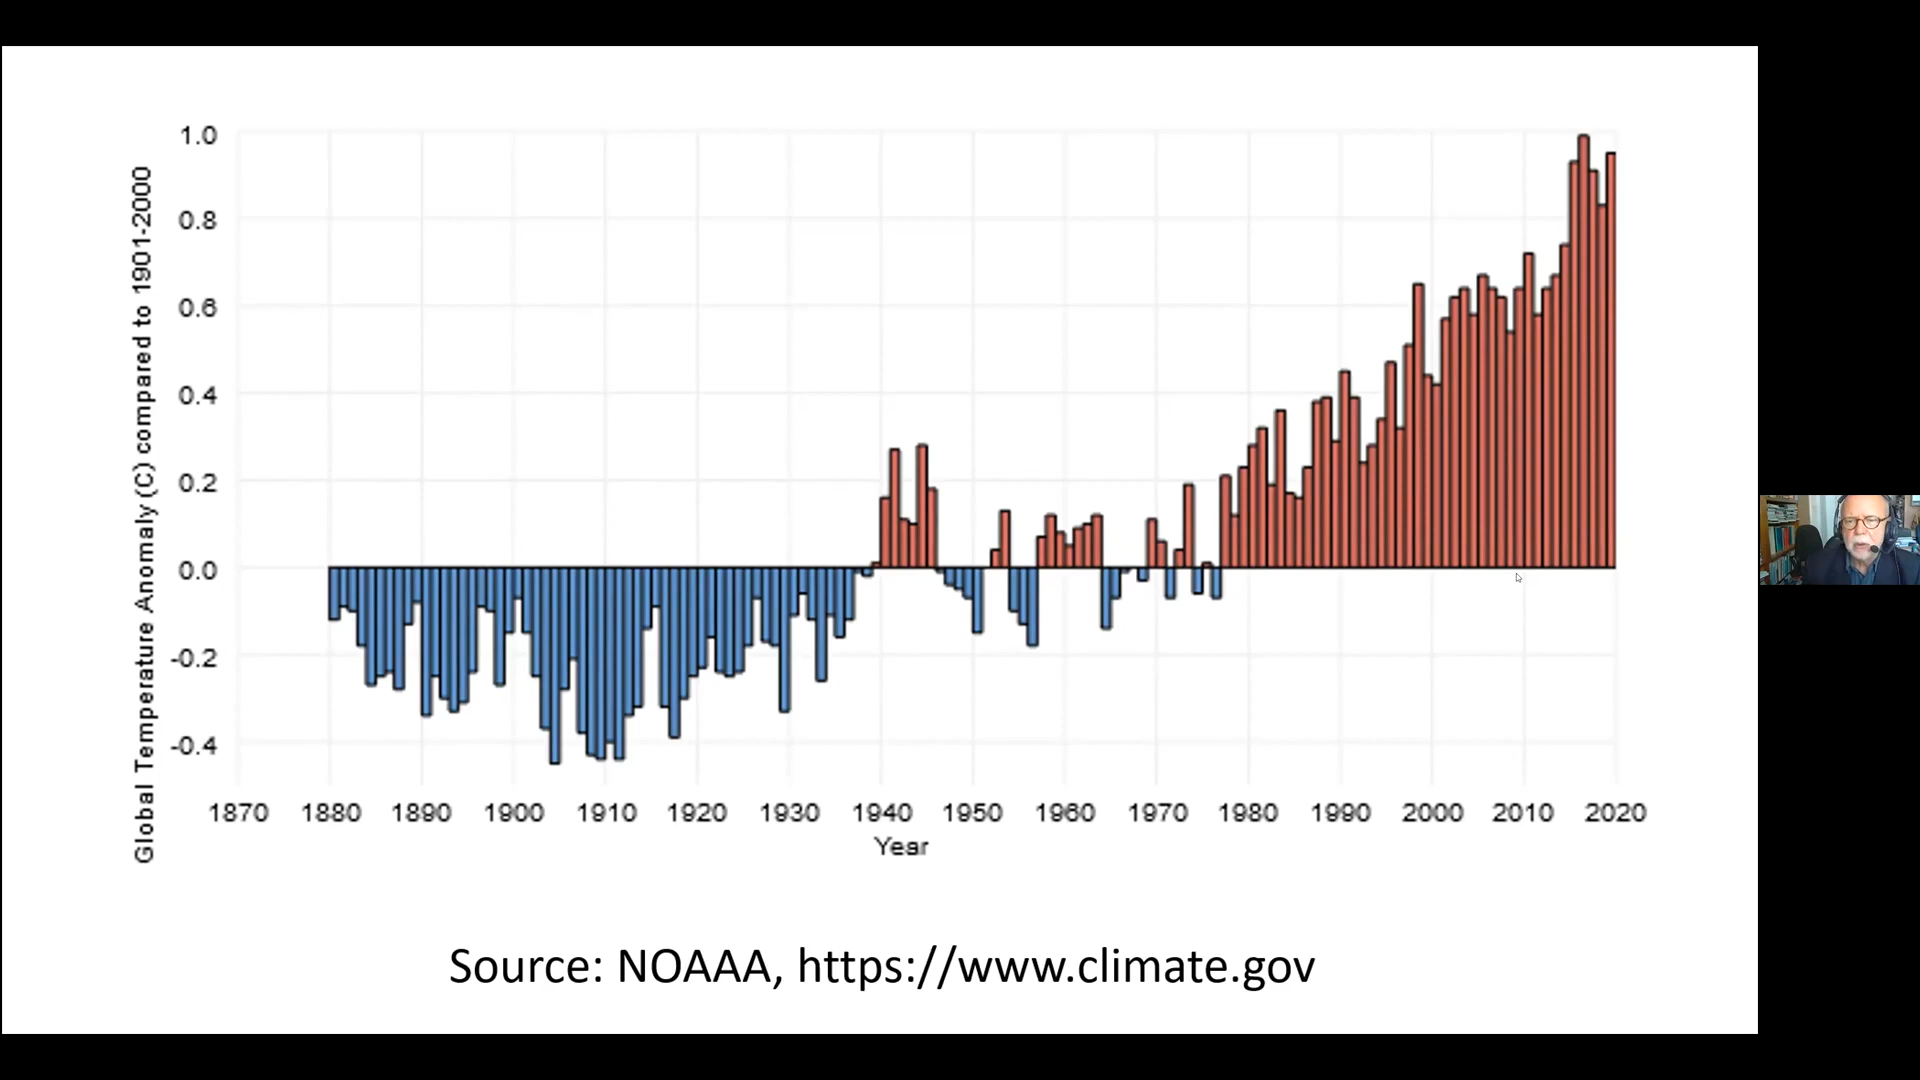 Global Temperature Anomaly (C) compared to 1901-2000
1.0
0.8
0.6
0.4
0.2
0.0
-0.2
-0.4
1870 1880 1890 1900 1910 1920 1930 1940 1950 1960 1970 1980 1990 2000 2010 2020
Year
Source: NOAAA, https://www.climate.gov